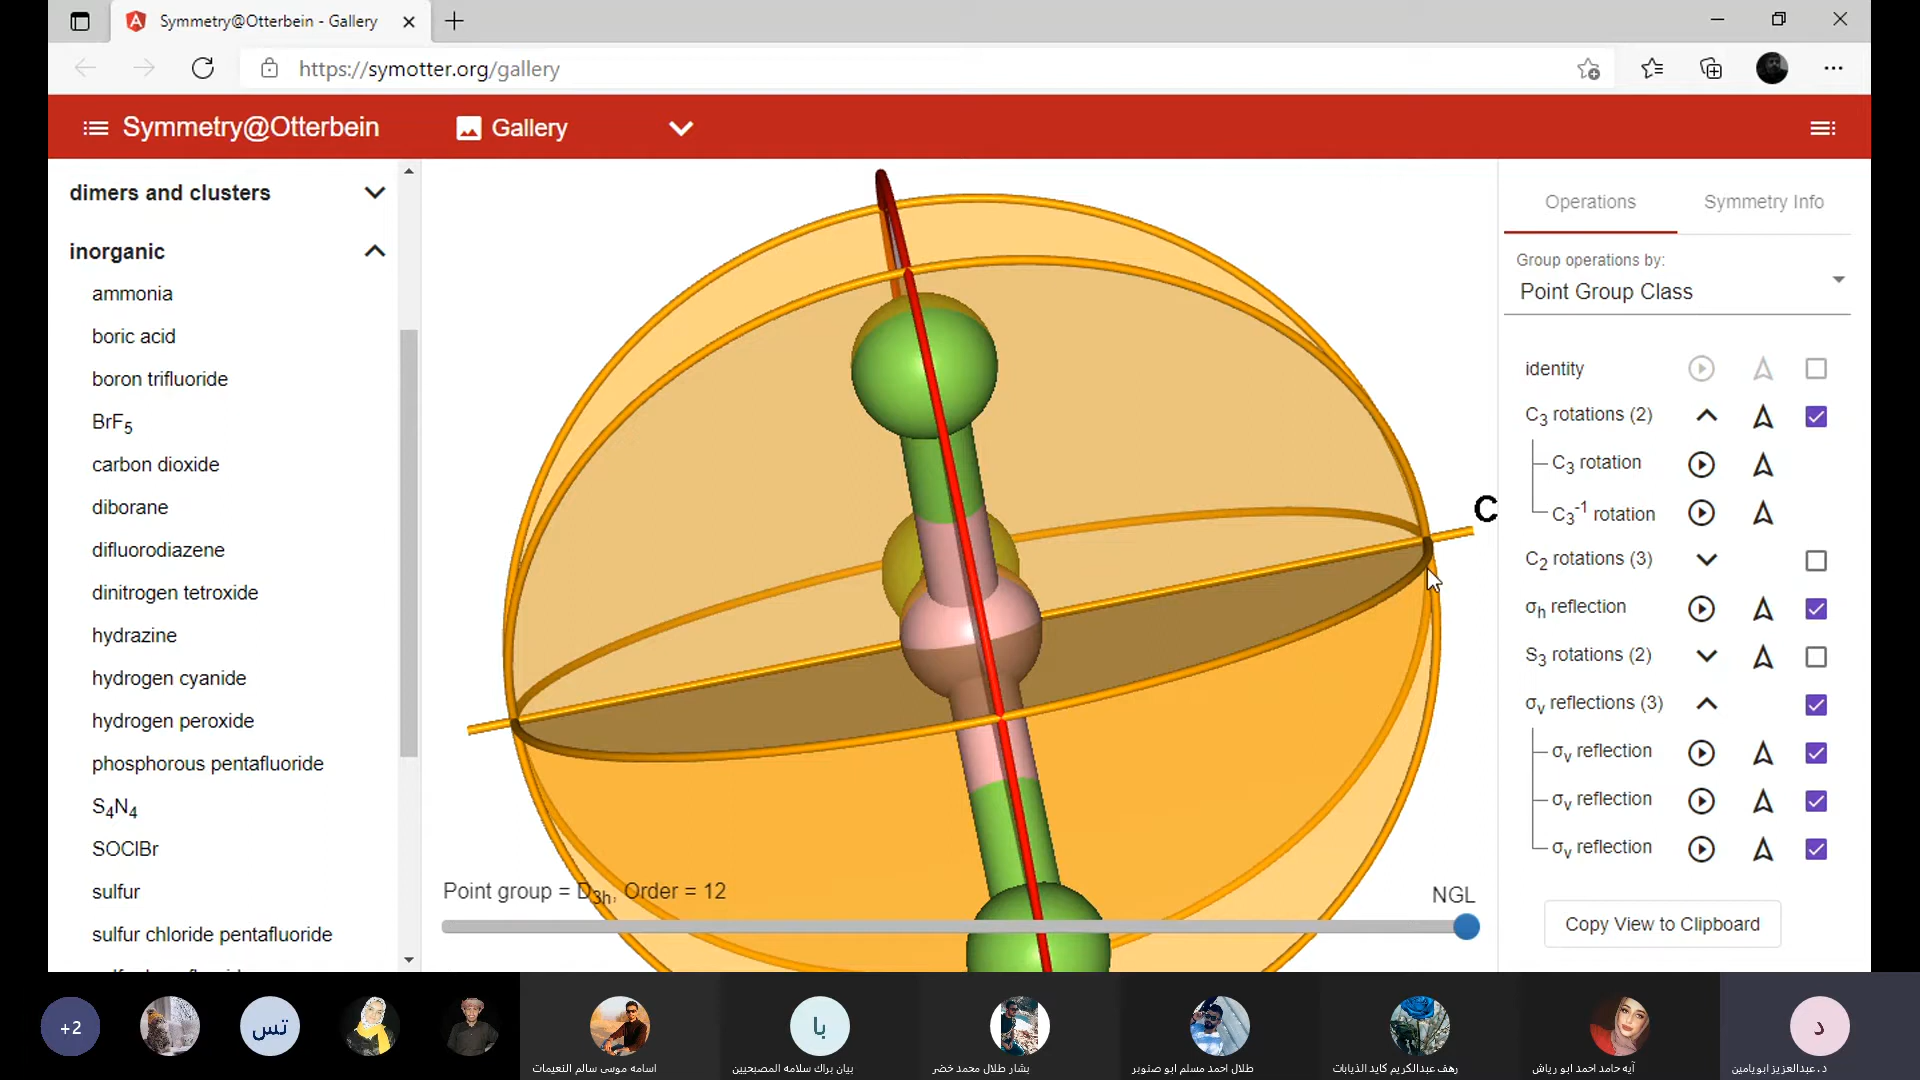 Symmetry@Otterbein - Gallery
https://symotter.org/gallery
Symmetry@Otterbein
Gallery
dimers and clusters
inorganic
ammonia
boric acid
boron trifluoride
BrF5
carbon dioxide
diborane
difluorodiazene
dinitrogen tetroxide
hydrazine
hydrogen cyanide
hydrogen peroxide
phosphorous pentafluoride
S4N4
SOClBr
sulfur
sulfur chloride pentafluoride
C
Point group = D3h, Order = 12
NGL
Operations
Symmetry Info
Group operations by:
Point Group Class
identity
C3 rotations (2)
C3 rotation
C3-1 rotation
C2 rotations (3)
σh reflection
S3 rotations (2)
σv reflections (3)
σv reflection
σv reflection
σv reflection
Copy View to Clipboard
+2
تس
با
د
اسامه موسى سالم النعيمات
بيان براك سلامه المصبحيين
بشار طلال محمد خضر
طلال احمد مسلم ابو صنوبر
رهف عبدالكريم كايد الذيابات
آيه حامد احمد ابو رياش
د. عبدالعزيز ابويامين